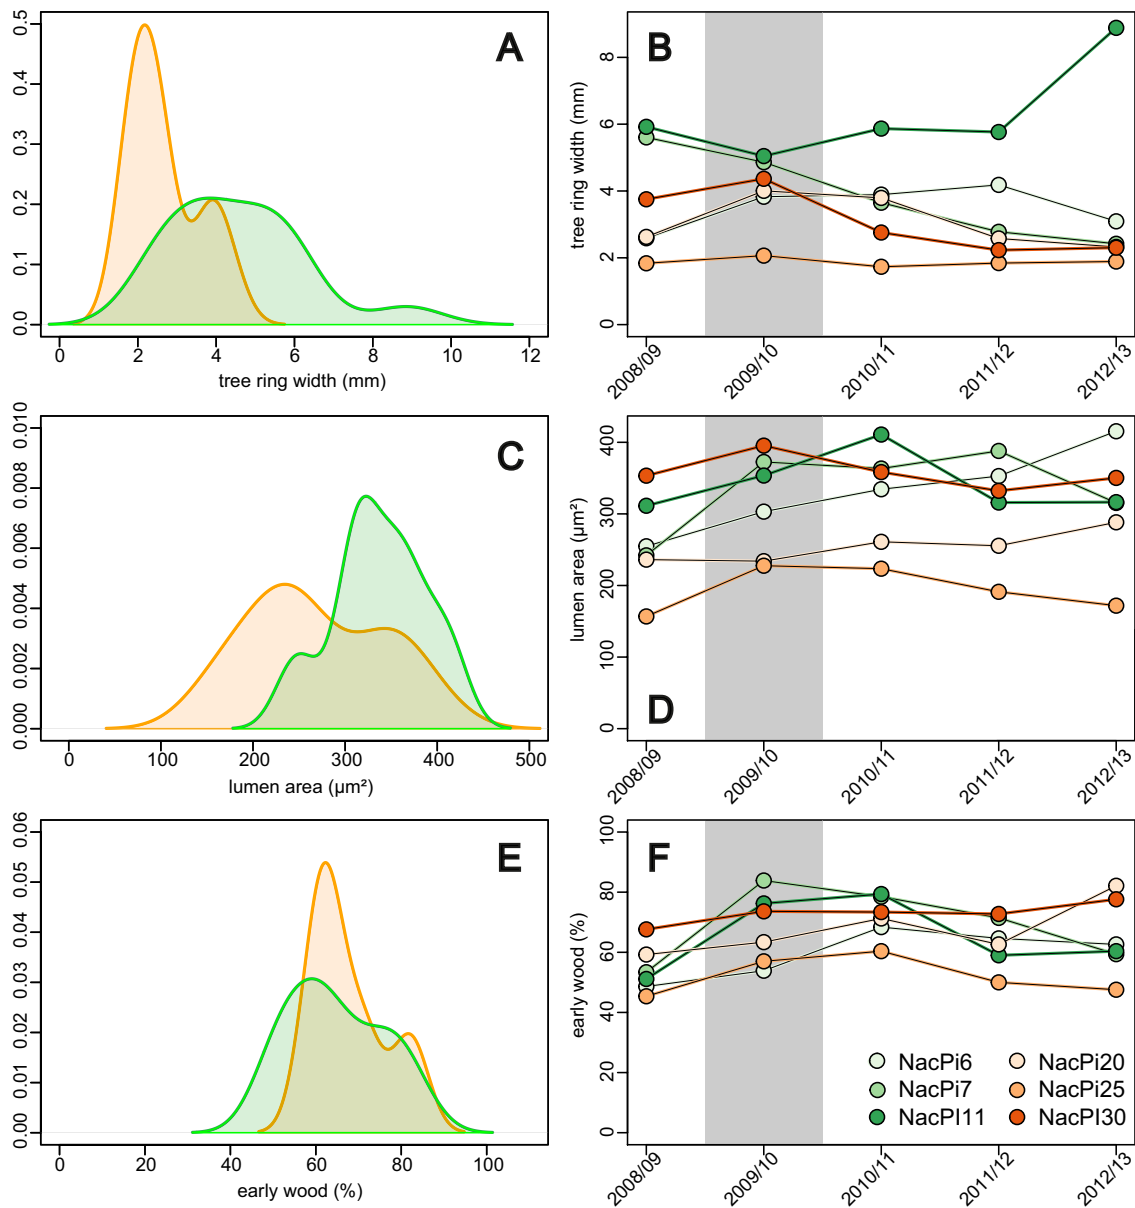 A
0.0 0.1 0.2 0.3 0.4 0.5
0 2 4 6 8 10 12
tree ring width (mm)
B
tree ring width (mm)
0 2 4 6 8
2008/09 2009/10 2010/11 2011/12 2012/13
C
0.000 0.002 0.004 0.006 0.008 0.010
0 100 200 300 400 500
lumen area (µm²)
D
lumen area (µm²)
0 100 200 300 400
2008/09 2009/10 2010/11 2011/12 2012/13
E
0.00 0.01 0.02 0.03 0.04 0.05 0.06
0 20 40 60 80 100
early wood (%)
F
early wood (%)
0 20 40 60 80 100
NacPi6 NacPi20
NacPi7 NacPi25
NacPI11 NacPI30
2008/09 2009/10 2010/11 2011/12 2012/13